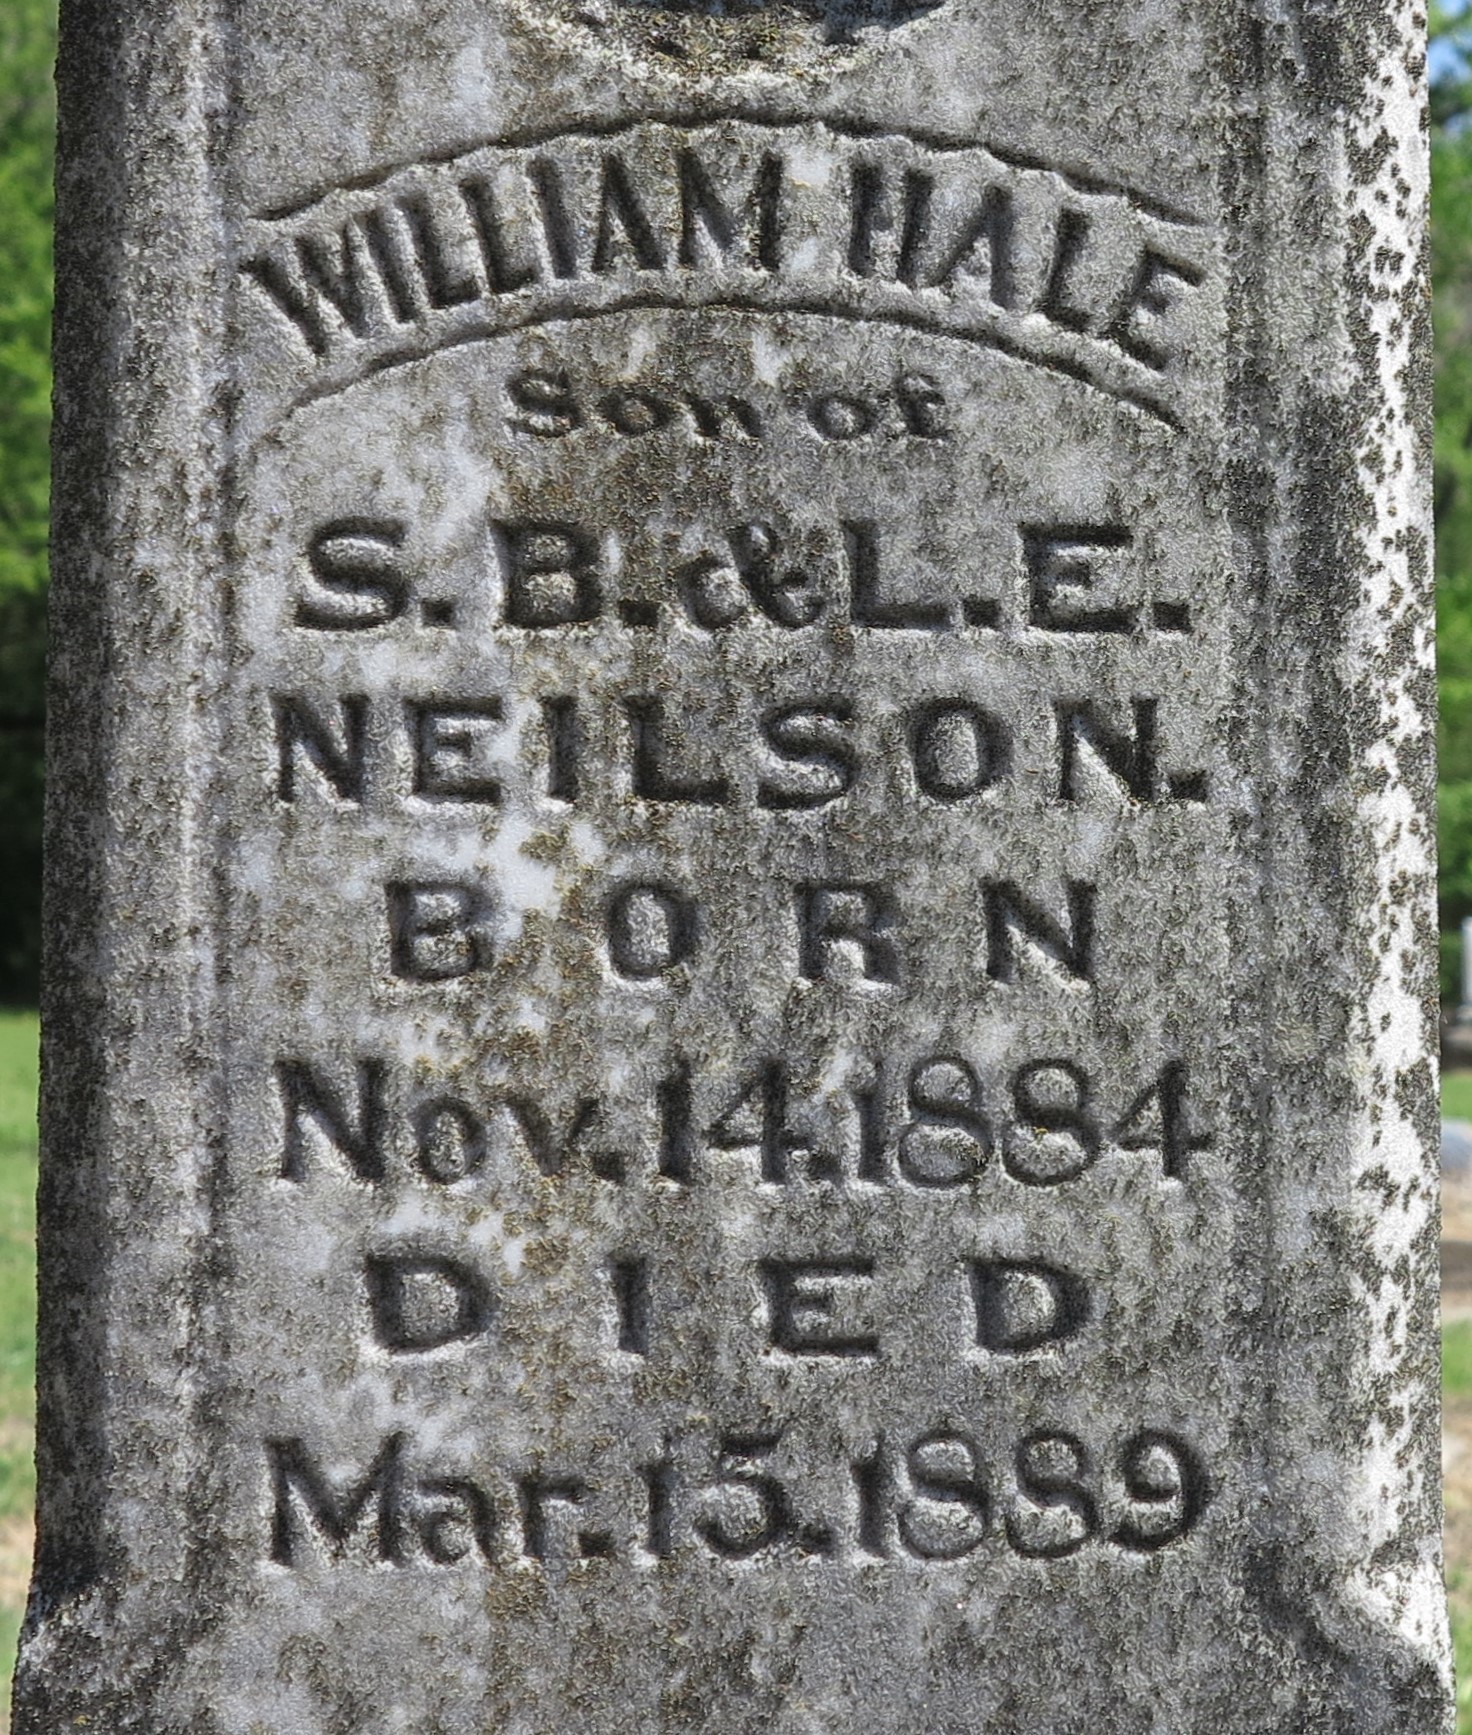 WILLIAM HALE
Son of
S. B. & L. E.
NEILSON.
BORN
Nov. 14. 1884
DIED
Mar. 15. 1889